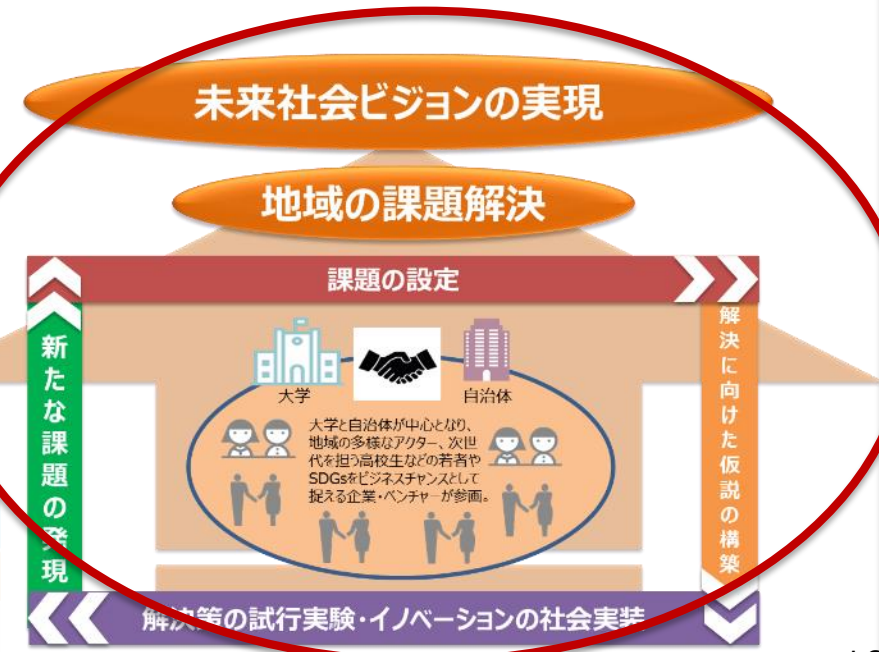 未来社会ビジョンの実現
地域の課題解決
課題の設定
新たな課題の発現
大学
自治体
大学と自治体が中心となり、
地域の多様なアクター、次世
代を担う高校生などの若者や
SDGsをビジネスチャンスとして
捉える企業・ベンチャーが参画。
解決に向けた仮説の構築
解決策の試行実験・イノベーションの社会実装